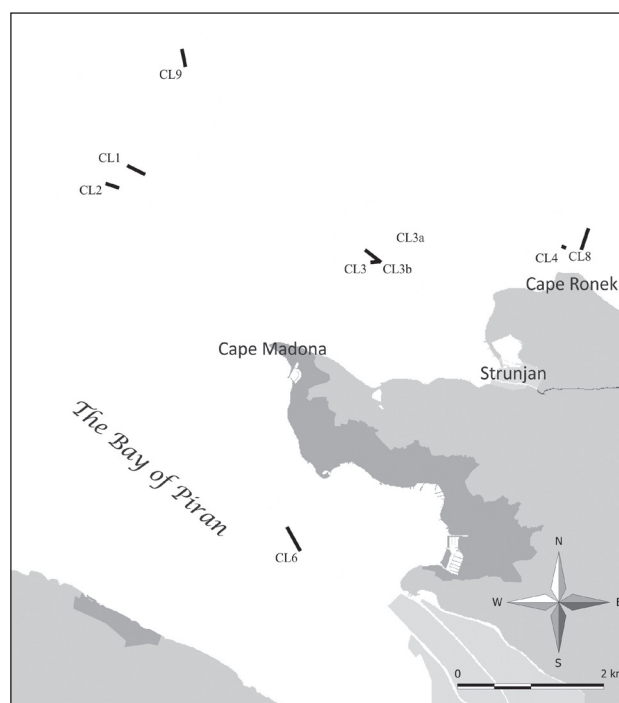 CL9
CL1
CL2
CL3a
CL3
CL3b
CL4
CL8
Cape Ronek
Cape Madona
Strunjan
The Bay of Piran
CL6
N
W
E
S
0
2 km